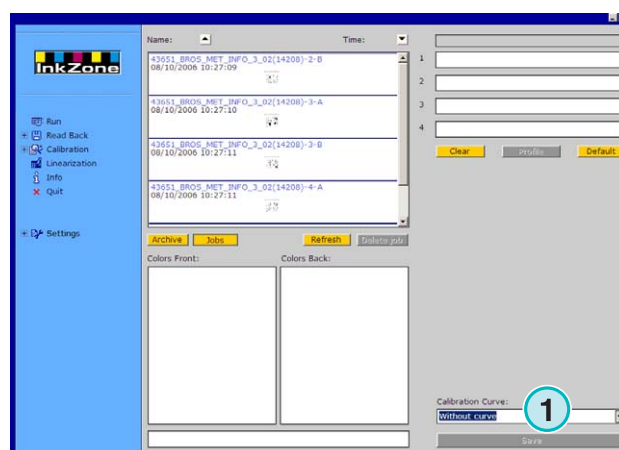 InkZone
Run
Read Back
Calibration
Linearization
Info
Quit
Settings
Name:
Time:
43651_BROS_MET_INFO_3_02(14208)-2-B
08/10/2006 10:27:09
43651_BROS_MET_INFO_3_02(14208)-3-A
08/10/2006 10:27:10
43651_BROS_MET_INFO_3_02(14208)-3-B
08/10/2006 10:27:11
43651_BROS_MET_INFO_3_02(14208)-4-A
08/10/2006 10:27:11
Archive
Jobs
Refresh
Delete job
Colors Front:
Colors Back:
1
2
3
4
Clear
Profile
Default
Calibration Curve:
Without curve
1
Save